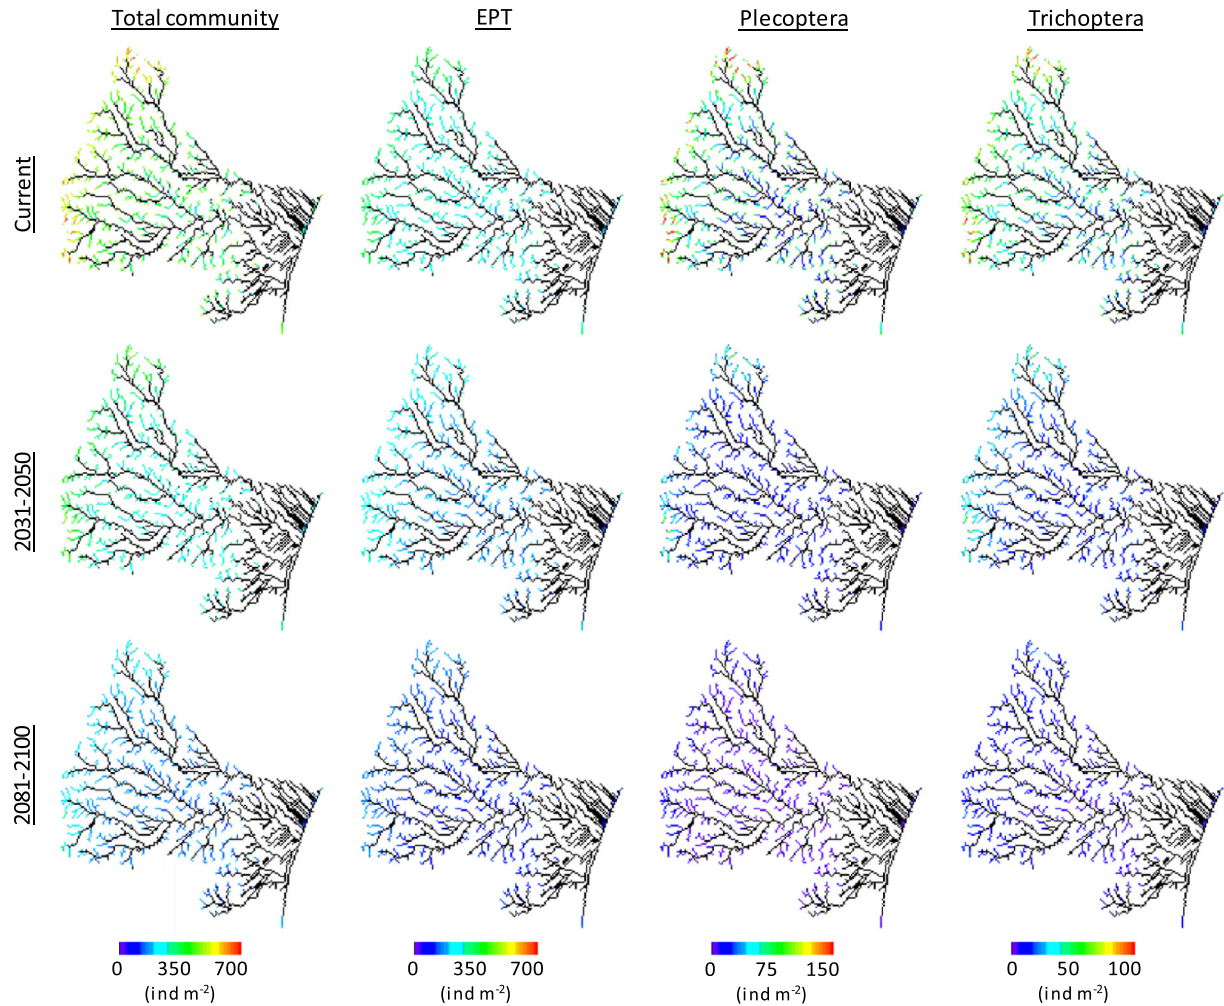 Total community EPT Plecoptera Trichoptera
Current
2031-2050
2081-2100
0 350 700 0 350 700 0 75 150 0 50 100
(ind m-2) (ind m-2) (ind m-2) (ind m-2)